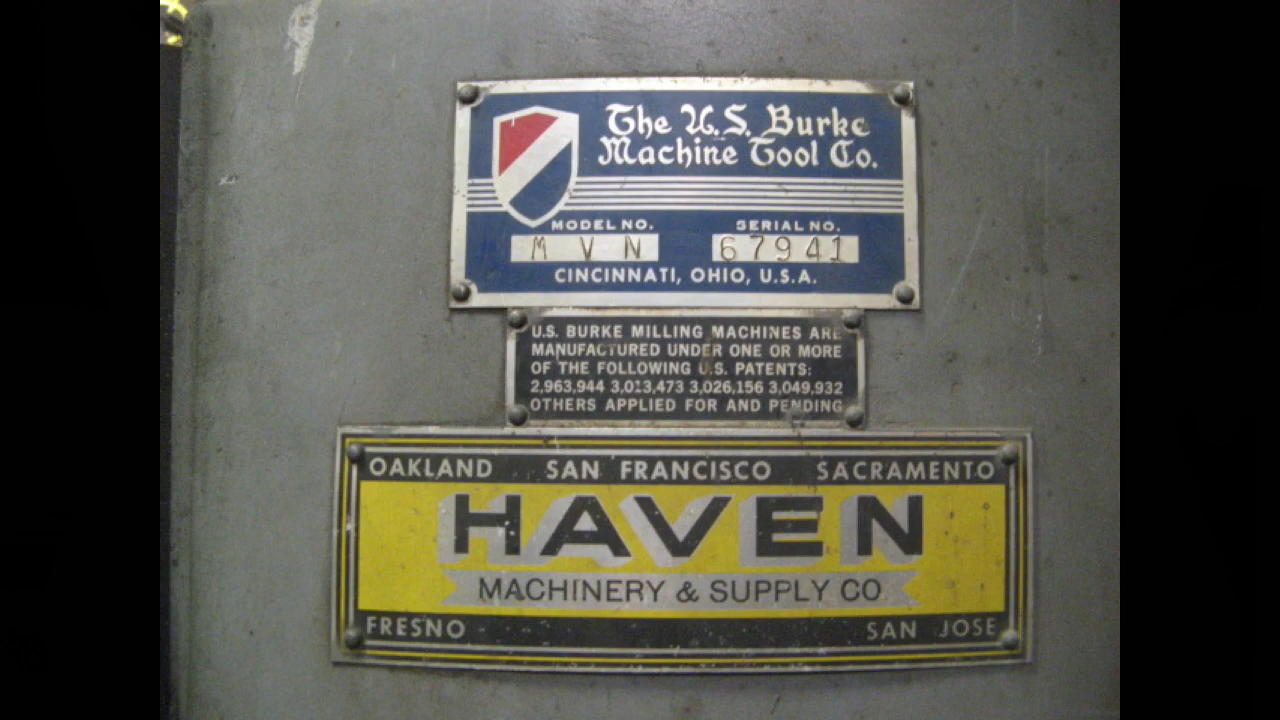 The U.S. Burke
Machine Tool Co.
MODEL NO. SERIAL NO.
M V N 67941
CINCINNATI, OHIO, U.S.A.
U.S. BURKE MILLING MACHINES ARE
MANUFACTURED UNDER ONE OR MORE
OF THE FOLLOWING U.S. PATENTS:
2,963,944 3,013,473 3,026,156 3,049,932
OTHERS APPLIED FOR AND PENDING
OAKLAND SAN FRANCISCO SACRAMENTO
HAVEN
MACHINERY & SUPPLY CO
FRESNO SAN JOSE